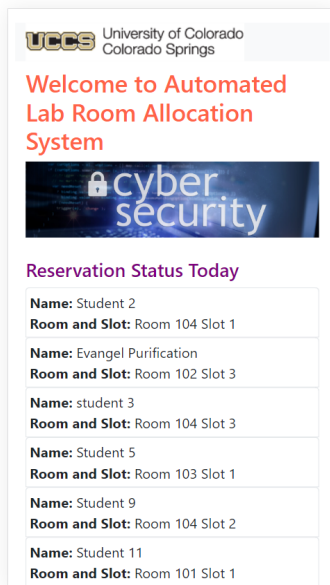 UCCS University of Colorado
Colorado Springs
Welcome to Automated
Lab Room Allocation
System
cyber
security
Reservation Status Today
Name: Student 2
Room and Slot: Room 104 Slot 1
Name: Evangel Purification
Room and Slot: Room 102 Slot 3
Name: student 3
Room and Slot: Room 104 Slot 3
Name: Student 5
Room and Slot: Room 103 Slot 1
Name: Student 9
Room and Slot: Room 104 Slot 2
Name: Student 11
Room and Slot: Room 101 Slot 1